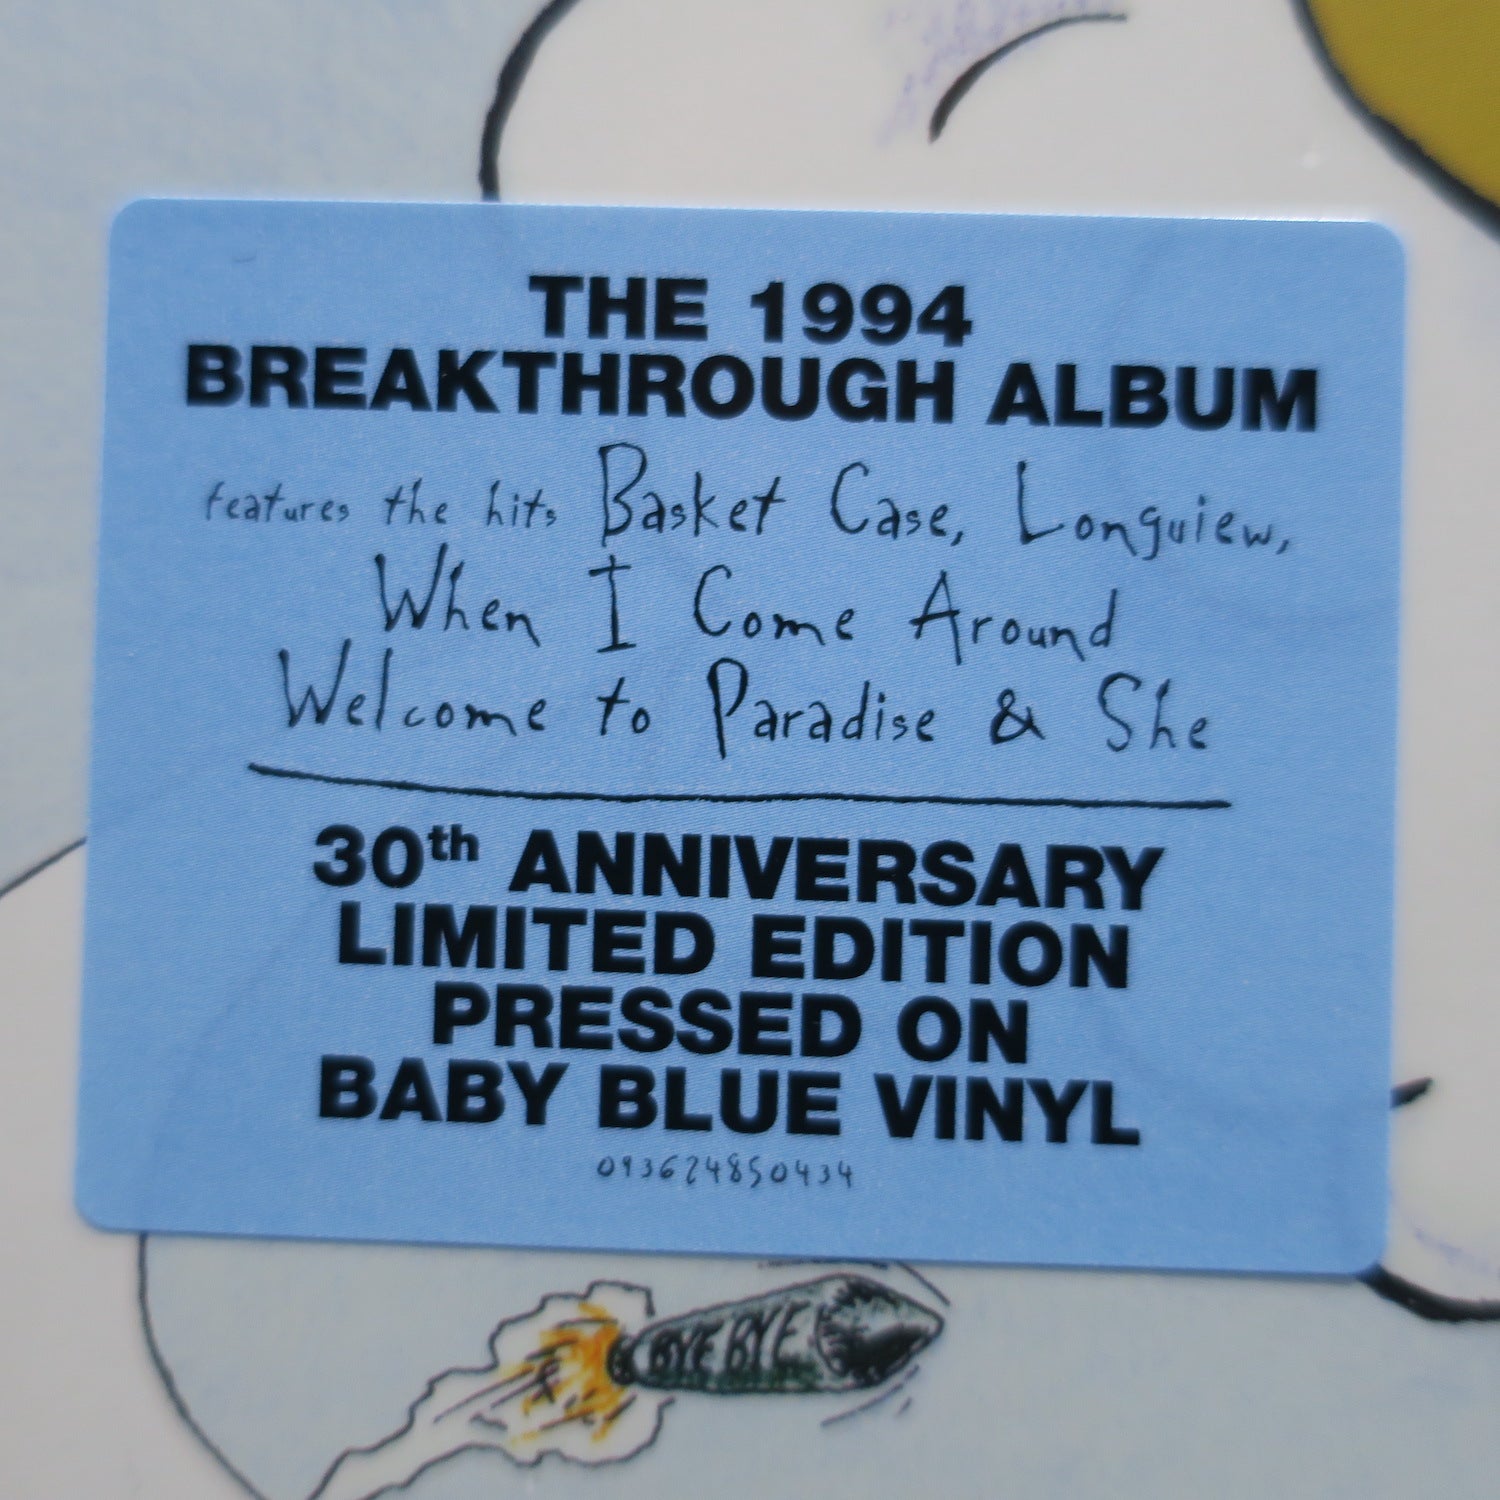 THE 1994
BREAKTHROUGH ALBUM
features the hits Basket Case, Longview,
When I Come Around
Welcome to Paradise & She
30th ANNIVERSARY
LIMITED EDITION
PRESSED ON
BABY BLUE VINYL
093624850434
BYE BYE